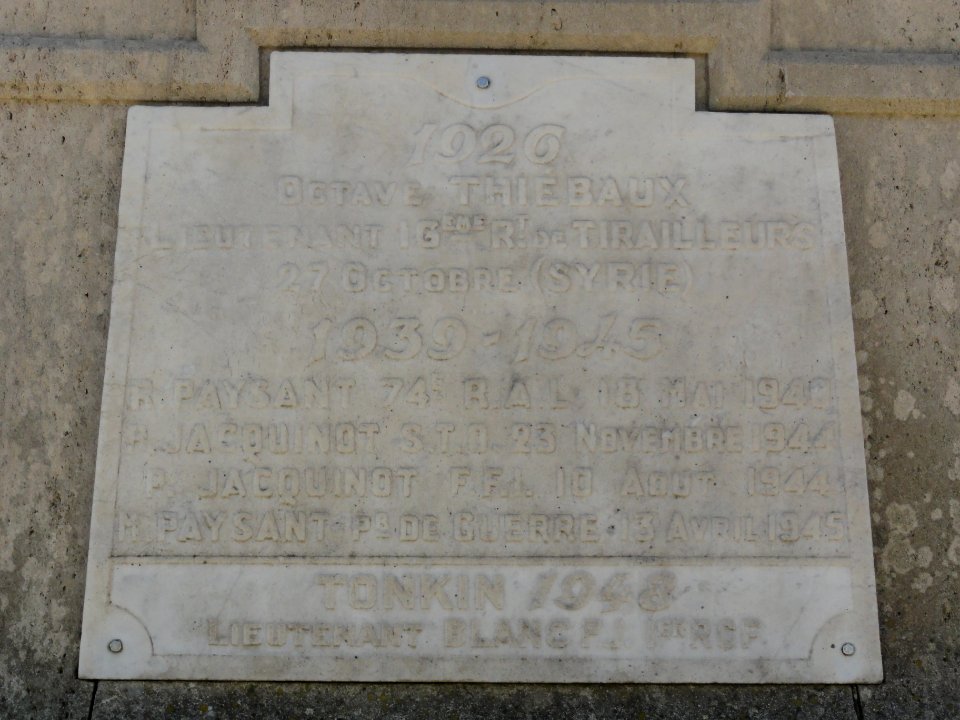 1926
OCTAVE THIEBAUX
LIEUTENANT 16ÈME RT DE TIRAILLEURS
27 OCTOBRE (SYRIE)
1939-1945
PAYSANT 74E R.A.L 18 MAI 1940
JACQUINOT S.T.O. 23 NOVEMBRE 1944
P. JACQUINOT F.F.I. 10 AOUT 1944
PAYSANT PR DE GUERRE 13 AVRIL 1945
TONKIN 1948
LIEUTENANT BLANC